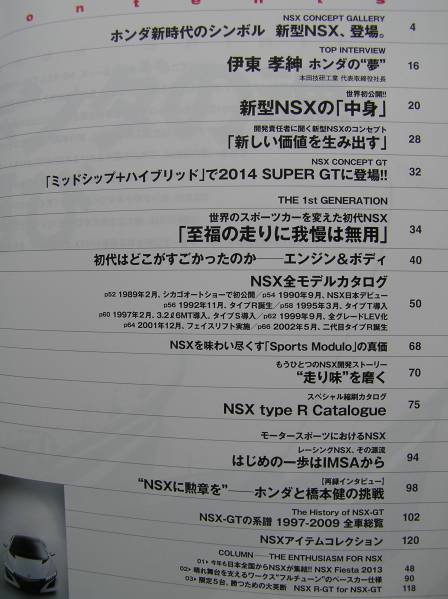 o n t e n t s
NSX CONCEPT GALLERY
ホンダ新時代のシンボル 新型NSX、登場。 4
TOP INTERVIEW
伊東 孝紳 ホンダの“夢” 16
本田技研工業 代表取締役社長
世界初公開!!
新型NSXの「中身」 20
開発責任者に聞く新型NSXのコンセプト
「新しい価値を生み出す」 28
NSX CONCEPT GT
「ミッドシップ+ハイブリッド」で2014 SUPER GTに登場!! 32
THE 1st GENERATION
世界のスポーツカーを変えた初代NSX
「至福の走りに我慢は無用」 34
初代はどこがすごかったのか──エンジン&ボディ 40
NSX全モデルカタログ 50
p52 1989年2月、シカゴオートショーで初公開/p54 1990年9月、NSX日本デビュー
p56 1992年11月、タイプR誕生/p58 1995年3月、タイプT導入
p60 1997年2月、3.2ℓ6MT導入、タイプS導入/p62 1999年9月、全グレードLEV化
p64 2001年12月、フェイスリフト実施/p66 2002年5月、二代目タイプR誕生
NSXを味わい尽くす「Sports Modulo」の真価 68
もうひとつのNSX開発ストーリー
“走り味”を磨く 70
スペシャル縮刷カタログ
NSX type R Catalogue 75
モータースポーツにおけるNSX
レーシングNSX、その源流
はじめの一歩はIMSAから 94
[再録インタビュー]
“NSXに勲章を”──ホンダと橋本健の挑戦 98
The History of NSX-GT
NSX-GTの系譜 1997-2009 全車総覧 102
NSXアイテムコレクション 120
COLUMN──THE ENTHUSIASM FOR NSX
01▶今年も日本全国からNSXが集結!! NSX Fiesta 2013 48
02▶晴れ舞台を支えるワークス“フルチューン”のペースカー仕様 90
03▶限定5台。勝つための大英断 NSX R-GT for NSX-GT 118